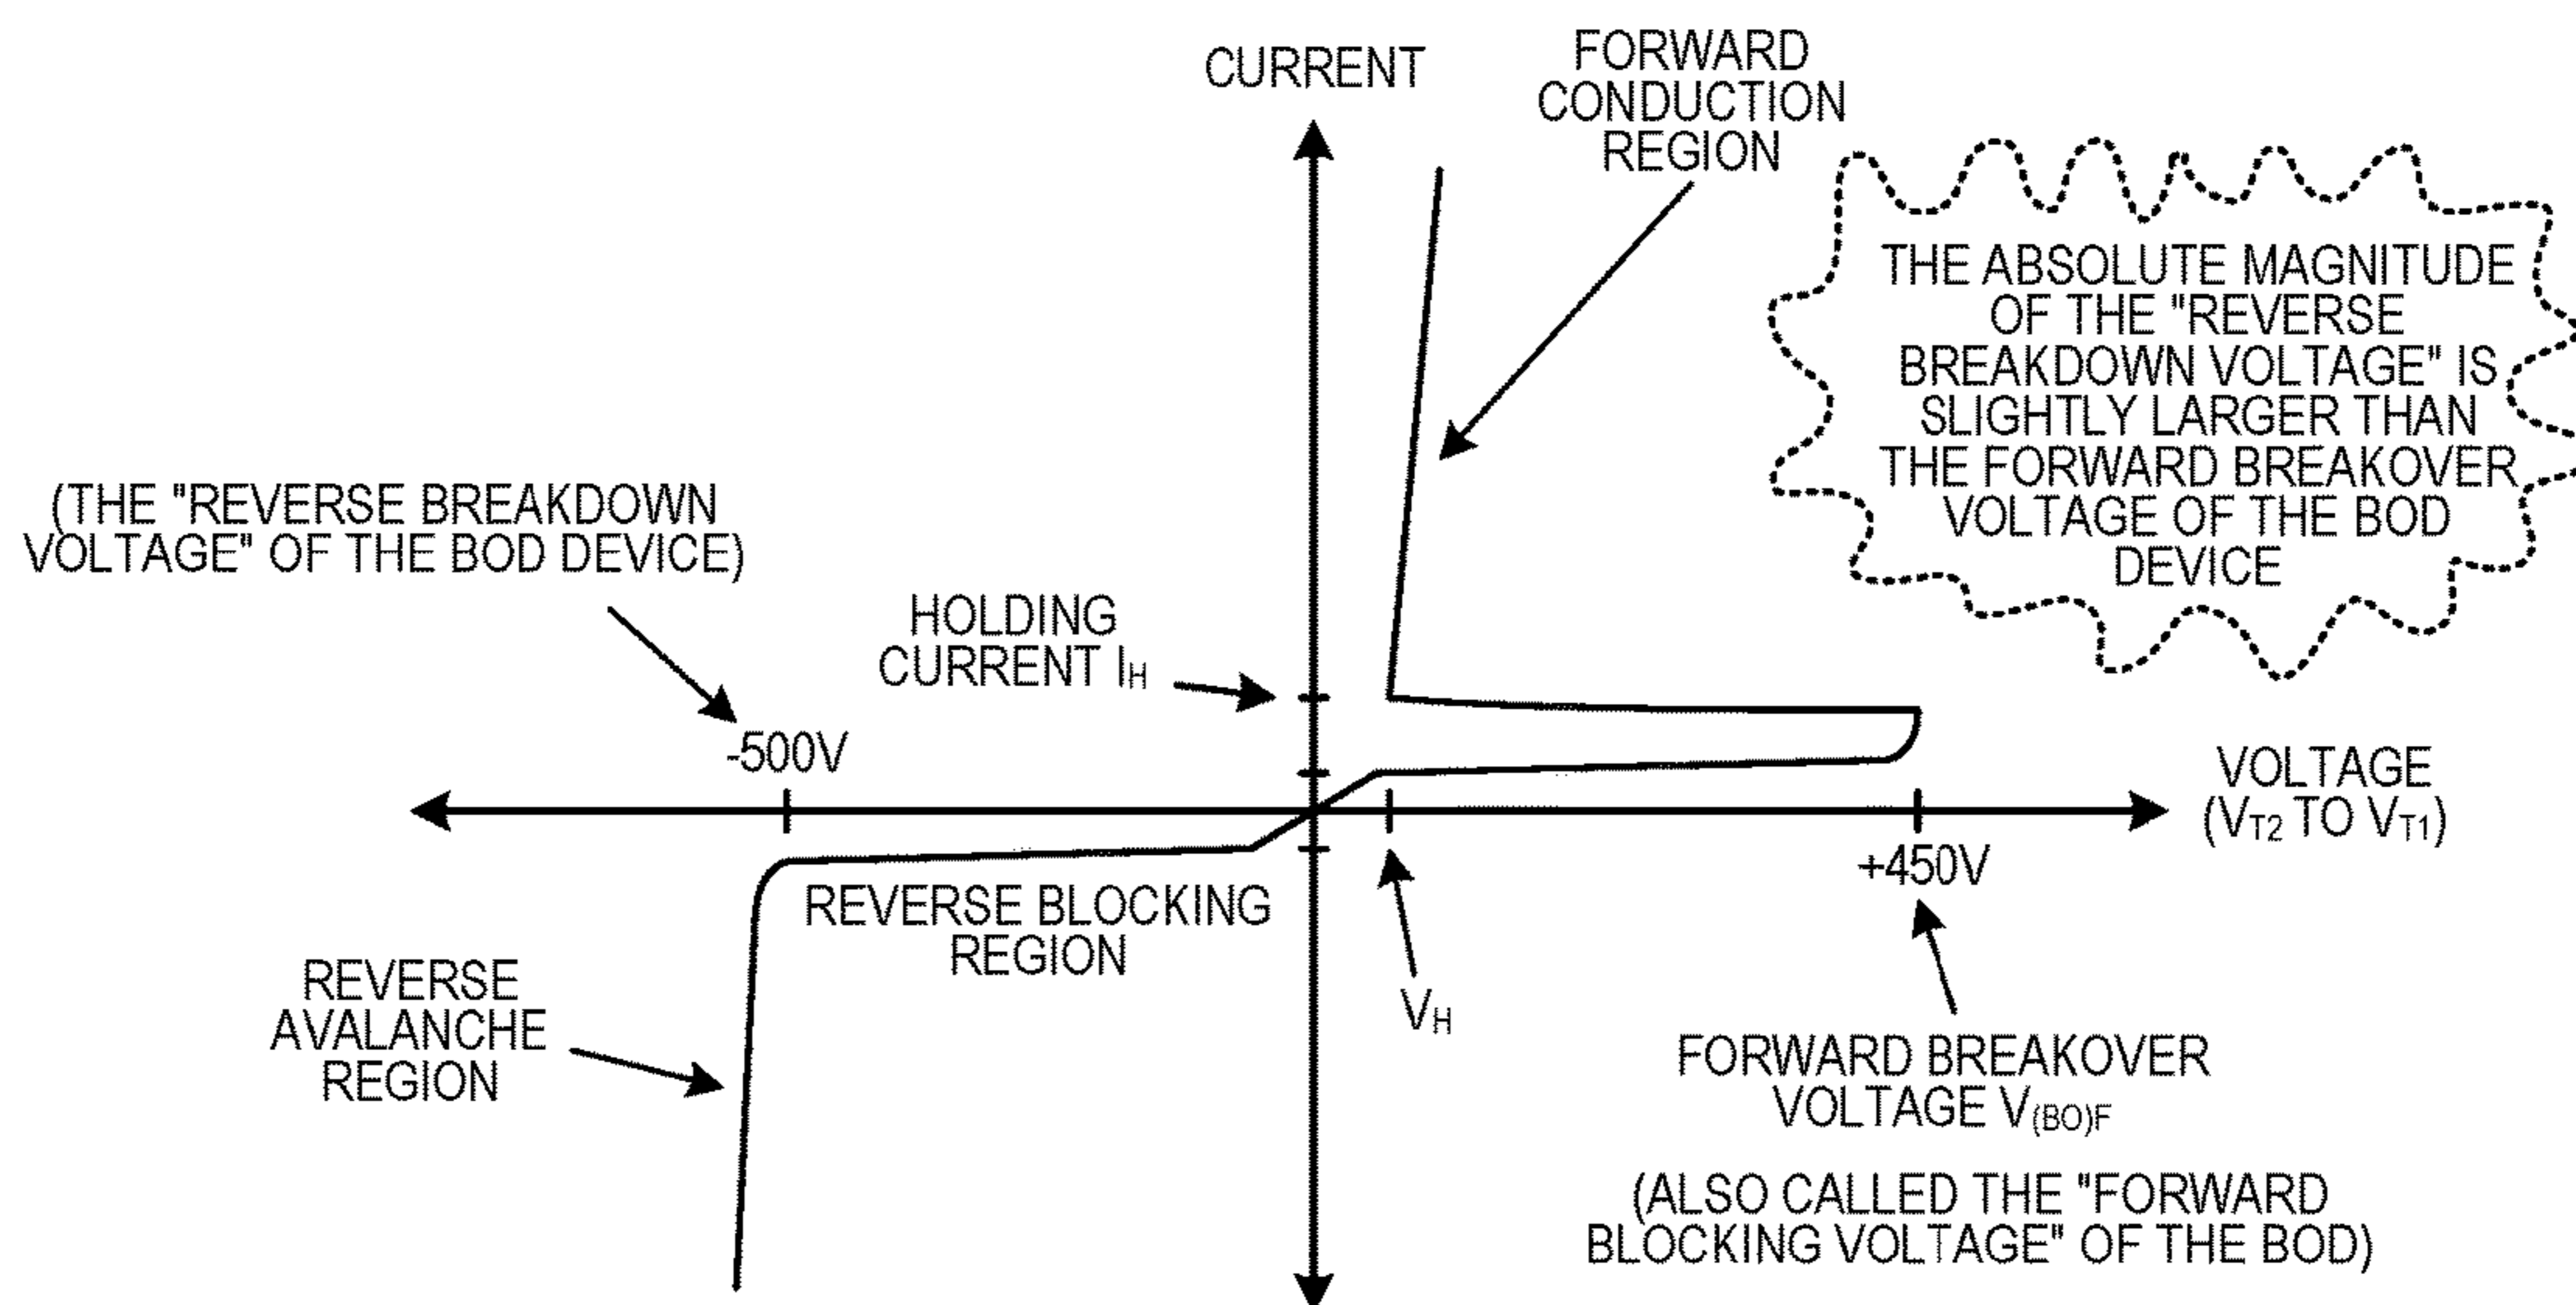 CURRENT
FORWARD
CONDUCTION
REGION
THE ABSOLUTE MAGNITUDE
OF THE "REVERSE
BREAKDOWN VOLTAGE" IS
SLIGHTLY LARGER THAN
THE FORWARD BREAKOVER
VOLTAGE OF THE BOD
DEVICE
(THE "REVERSE BREAKDOWN
VOLTAGE" OF THE BOD DEVICE)
HOLDING
CURRENT IH
-500V
VOLTAGE
(VT2 TO VT1)
+450V
REVERSE BLOCKING
REGION
REVERSE
AVALANCHE
REGION
VH
FORWARD BREAKOVER
VOLTAGE V(BO)F
(ALSO CALLED THE "FORWARD
BLOCKING VOLTAGE" OF THE BOD)